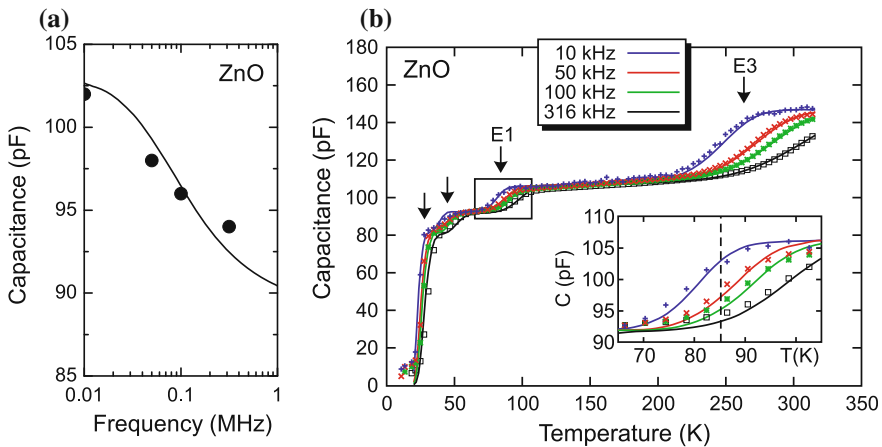 (a)
105
100
95
90
85
Capacitance (pF)
ZnO
0.01
0.1
1
Frequency (MHz)
(b)
180
160
140
120
100
80
60
40
20
0
Capacitance (pF)
ZnO
10 kHz
50 kHz
100 kHz
316 kHz
E1
E3
110
105
100
95
90
C (pF)
70
80
90
T(K)
0
50
100
150
200
250
300
350
Temperature (K)